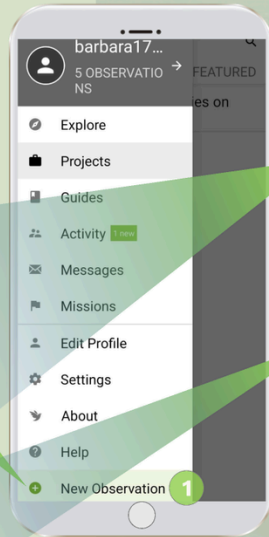 barbara17...
5 OBSERVATIO
NS
FEATURED
ies on
Explore
Projects
Guides
Activity 1 new
Messages
Missions
Edit Profile
Settings
About
Help
New Observation 1